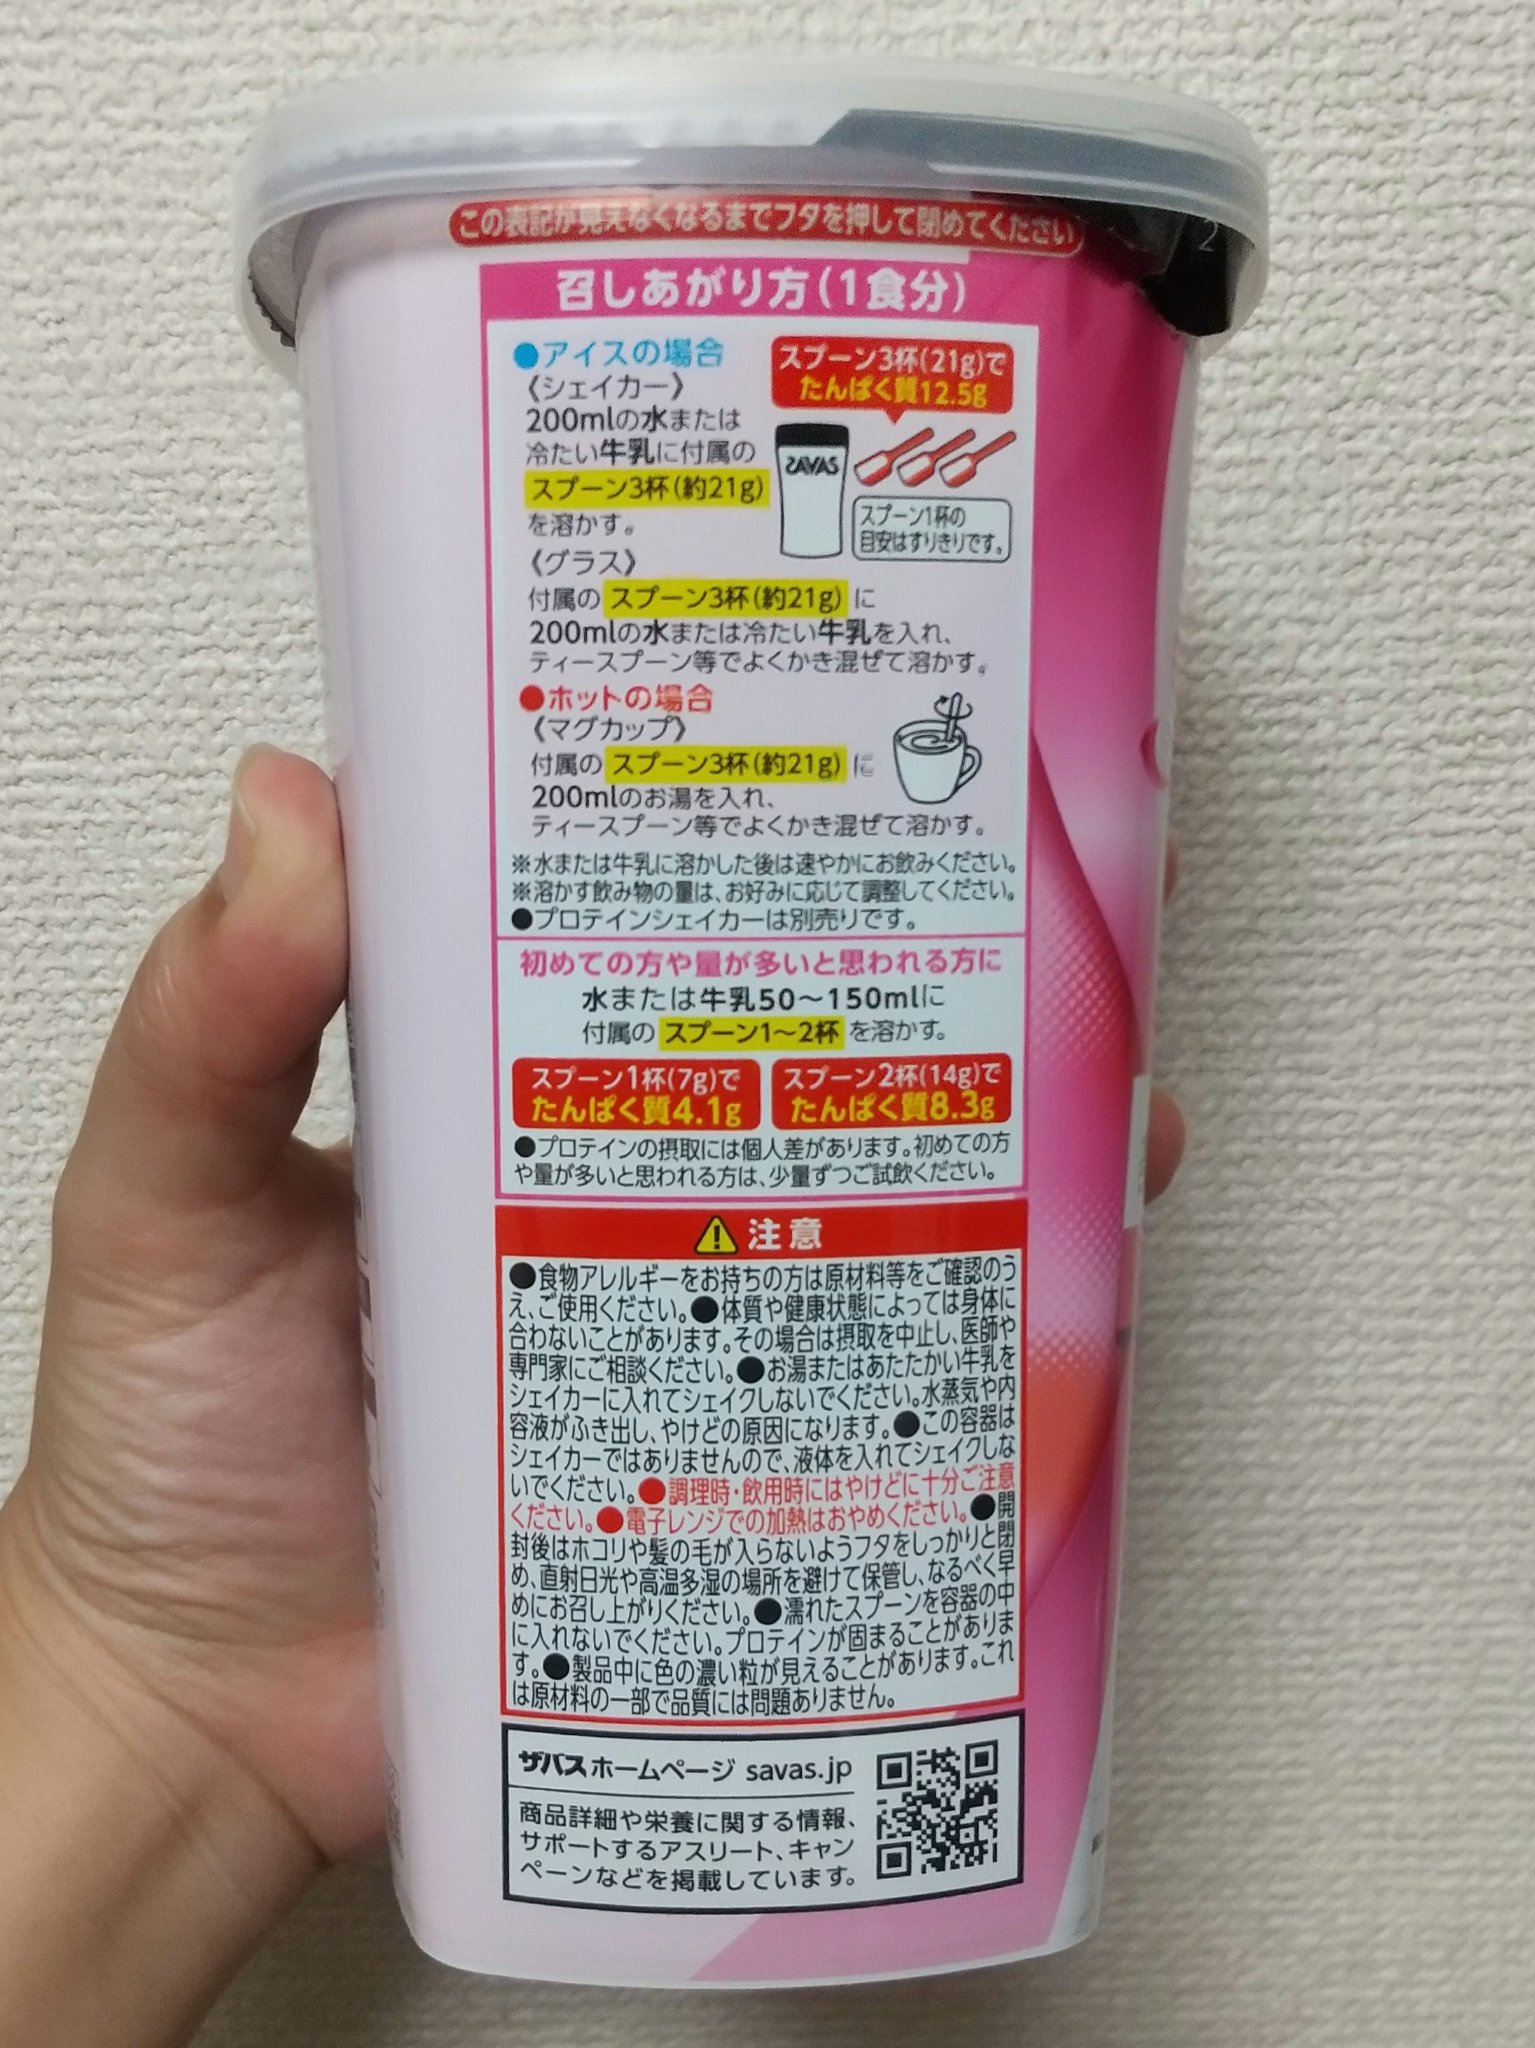 この表記が見えなくなるまでフタを押して閉めてください
2
召しあがり方(1食分)
●アイスの場合
《シェイカー》
200mlの水または
冷たい牛乳に付属の
スプーン3杯(約21g)
を溶かす。
スプーン3杯(21g)で
たんぱく質12.5g
SAVAS
スプーン1杯の
目安はすりきりです。
《グラス》
付属の スプーン3杯(約21g) に
200mlの水または冷たい牛乳を入れ、
ティースプーン等でよくかき混ぜて溶かす。
●ホットの場合
《マグカップ》
付属の スプーン3杯(約21g) に
200mlのお湯を入れ、
ティースプーン等でよくかき混ぜて溶かす。
※水または牛乳に溶かした後は速やかにお飲みください。
※溶かす飲み物の量は、お好みに応じて調整してください。
●プロテインシェイカーは別売りです。
初めての方や量が多いと思われる方に
水または牛乳50～150mlに
付属の スプーン1～2杯 を溶かす。
スプーン1杯(7g)で
たんぱく質4.1g
スプーン2杯(14g)で
たんぱく質8.3g
●プロテインの摂取には個人差があります。初めての方
や量が多いと思われる方は、少量ずつご試飲ください。
注意
●食物アレルギーをお持ちの方は原材料等をご確認のう
え、ご使用ください。●体質や健康状態によっては身体に
合わないことがあります。その場合は摂取を中止し、医師や
専門家にご相談ください。●お湯またはあたたかい牛乳を
シェイカーに入れてシェイクしないでください。水蒸気や内
容液がふき出し、やけどの原因になります。●この容器は
シェイカーではありませんので、液体を入れてシェイクしな
いでください。●調理時・飲用時にはやけどに十分ご注意
ください。●電子レンジでの加熱はおやめください。●開
封後はホコリや髪の毛が入らないようフタをしっかりと閉
め、直射日光や高温多湿の場所を避けて保管し、なるべく早
めにお召し上がりください。●濡れたスプーンを容器の中
に入れないでください。プロテインが固まることがありま
す。●製品中に色の濃い粒が見えることがあります。これ
は原材料の一部で品質には問題ありません。
ザバス ホームページ savas.jp
商品詳細や栄養に関する情報、
サポートするアスリート、キャン
ペーンなどを掲載しています。